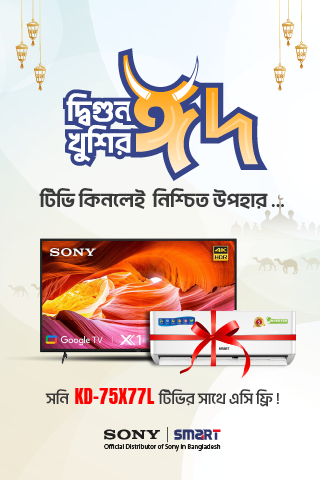 দ্বিগুন
খুশির
ঈদ
টিভি কিনলেই নিশ্চিত উপহার ...
SONY
4K
HDR
Google TV
X1
SMART
সনি KD-75X77L টিভির সাথে এসি ফ্রি !
SONY | SMART
Official Distributor of Sony in Bangladesh